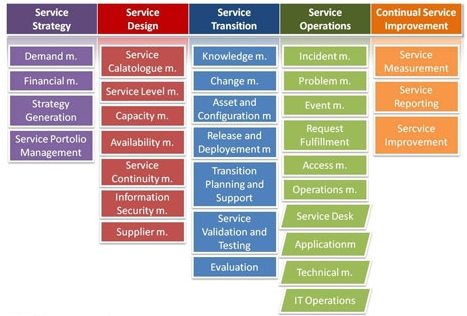 Service
Strategy
Demand m.
Financial m.
Strategy
Generation
Service Portolio
Management
Service
Design
Service
Calatologue m.
Service Level m.
Capacity m.
Availability m.
Service
Continuity m.
Information
Security m.
Supplier m.
Service
Transition
Knowledge m.
Change m.
Asset and
Configuration m
Release and
Deployement m
Transition
Planning and
Support
Service
Validation and
Testing
Evaluation
Service
Operations
Incident m.
Problem m.
Event m.
Request
Fulfillment
Access m.
Operations m.
Service Desk
Applicationm
Technical m.
IT Operations
Continual Service
Improvement
Service
Measurement
Service
Reporting
Sercvice
Improvement